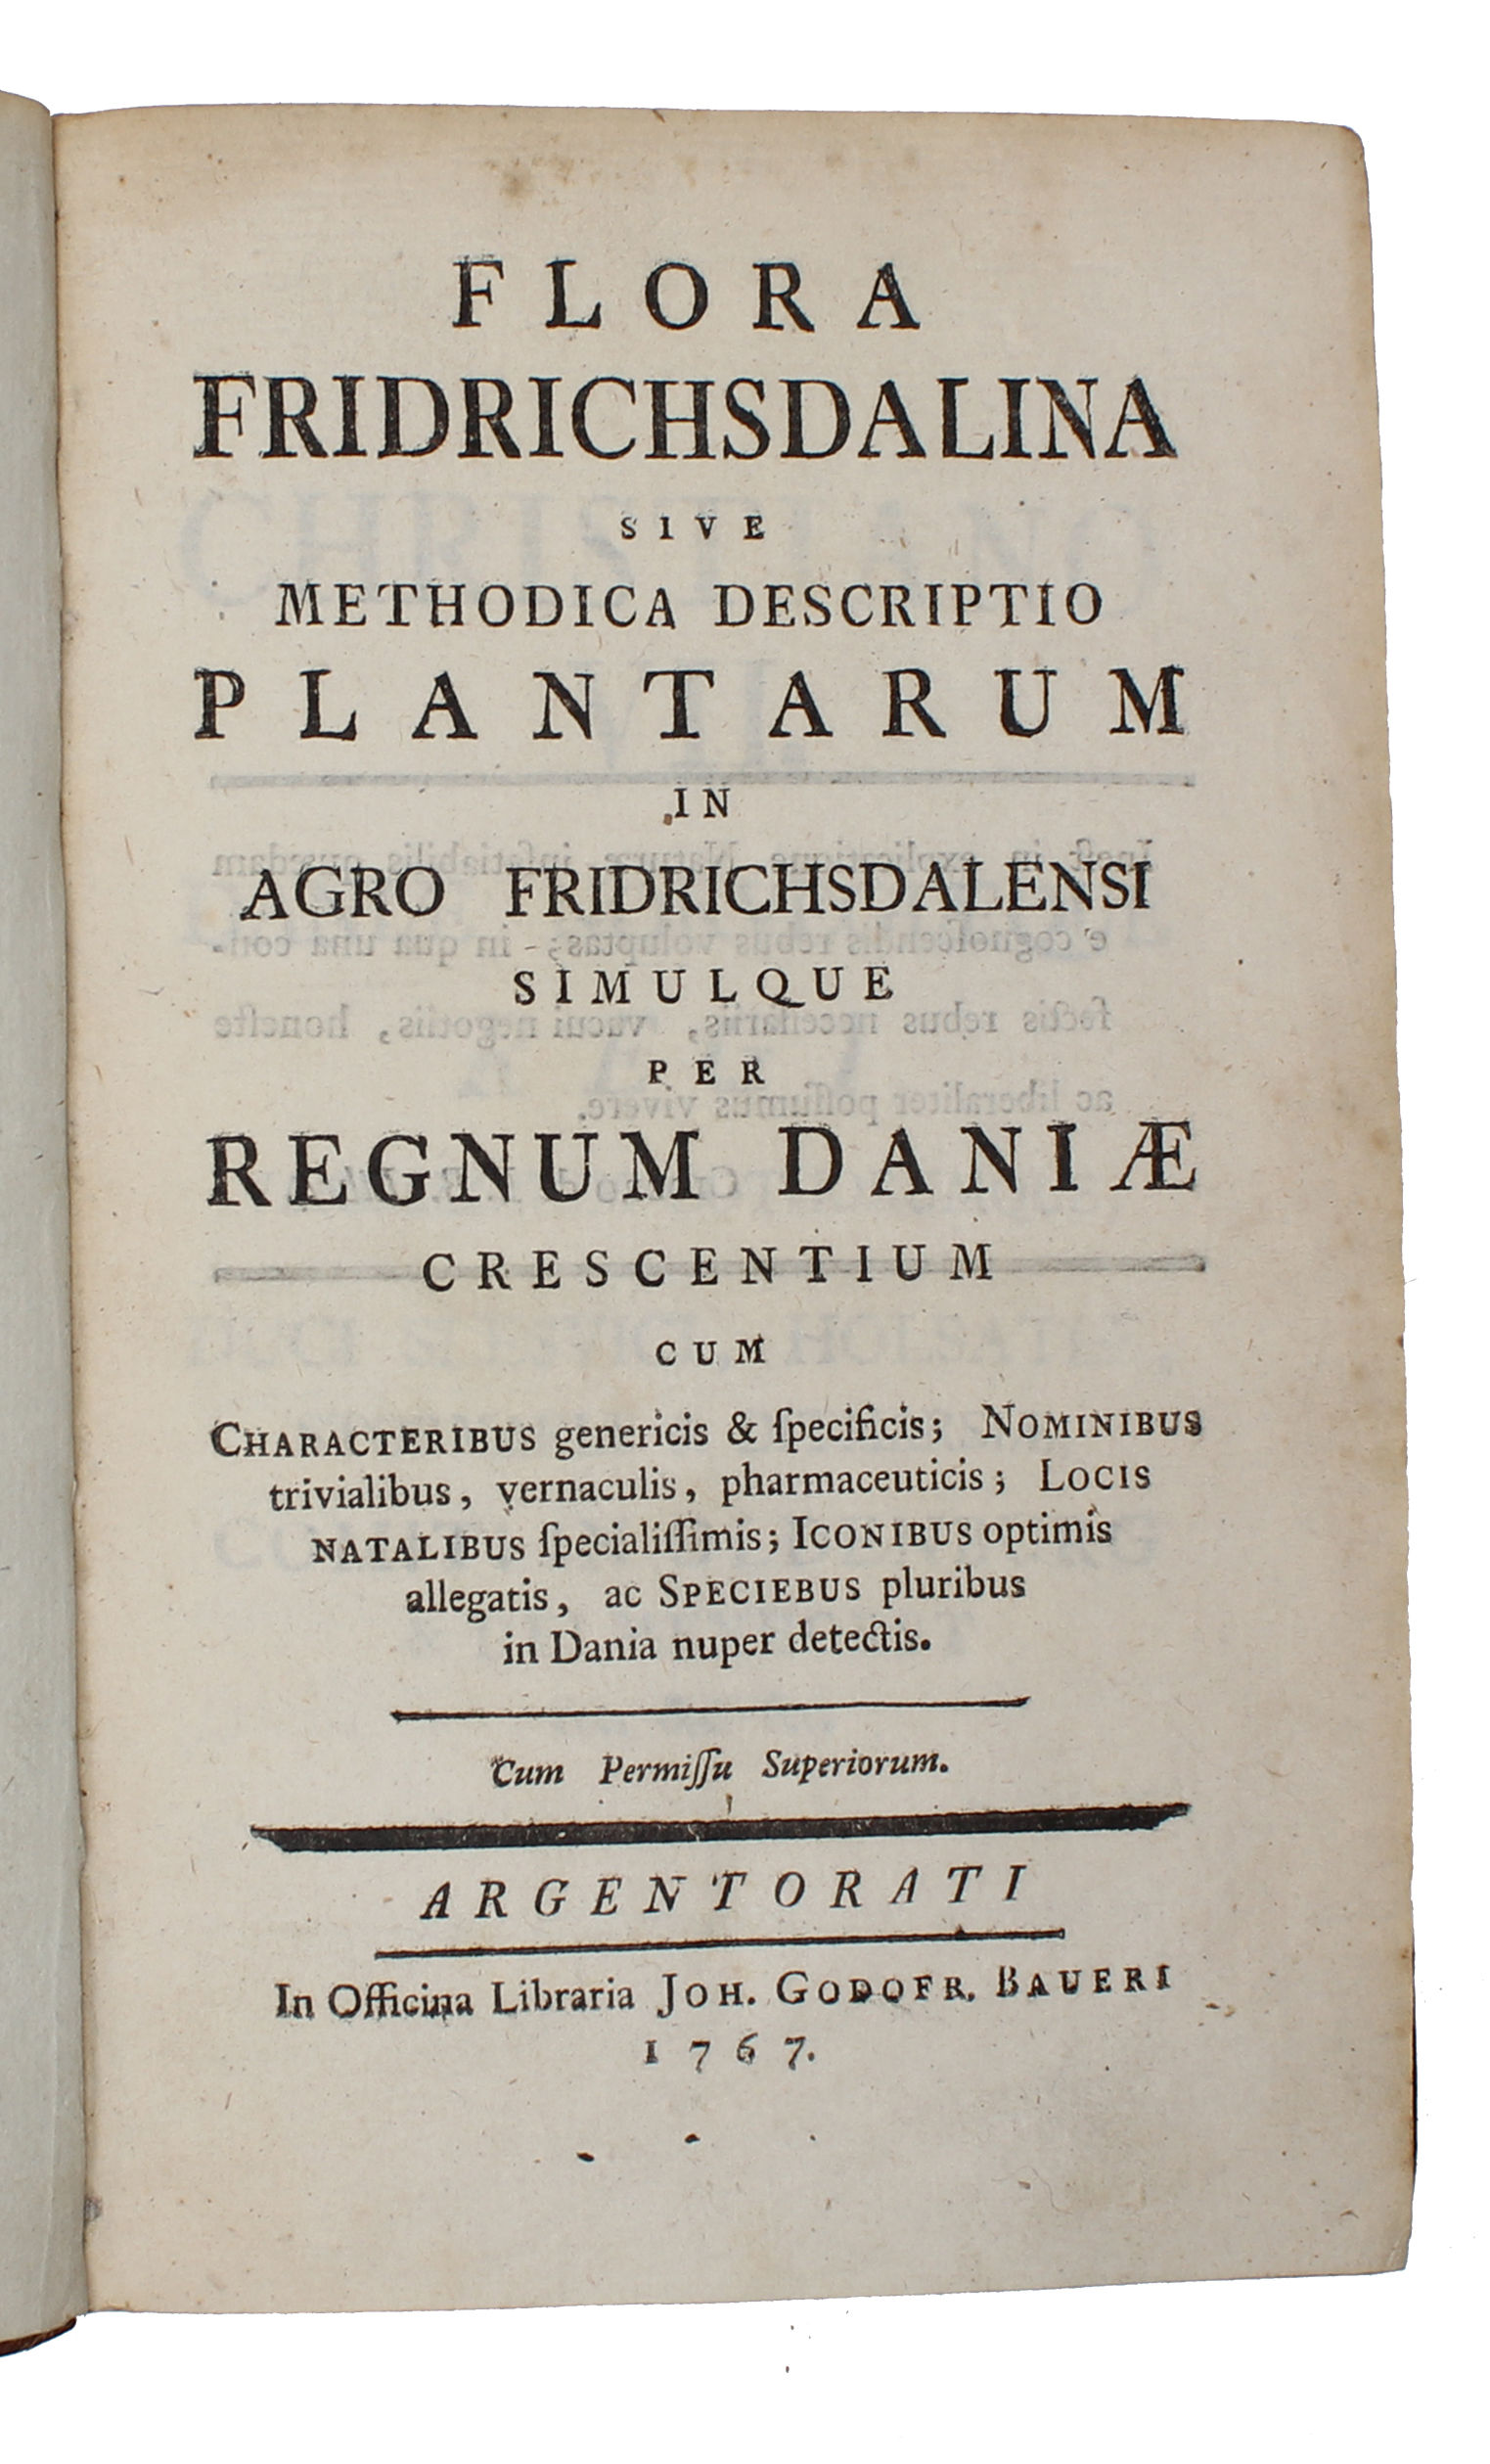 FLORA
FRIDRICHSDALINA
SIVE
METHODICA DESCRIPTIO
PLANTARUM
IN
AGRO FRIDRICHSDALENSI
SIMULQUE
PER
REGNUM DANIÆ
CRESCENTIUM
CUM
CHARACTERIBUS genericis & ſpecificis; NOMINIBUS
trivialibus, vernaculis, pharmaceuticis; LOCIS
NATALIBUS ſpecialiſſimis; ICONIBUS optimis
allegatis, ac SPECIEBUS pluribus
in Dania nuper detectis.
Cum Permiſſu Superiorum.
ARGENTORATI
In Officina Libraria JOH. GODOFR. BAUERI
1767.